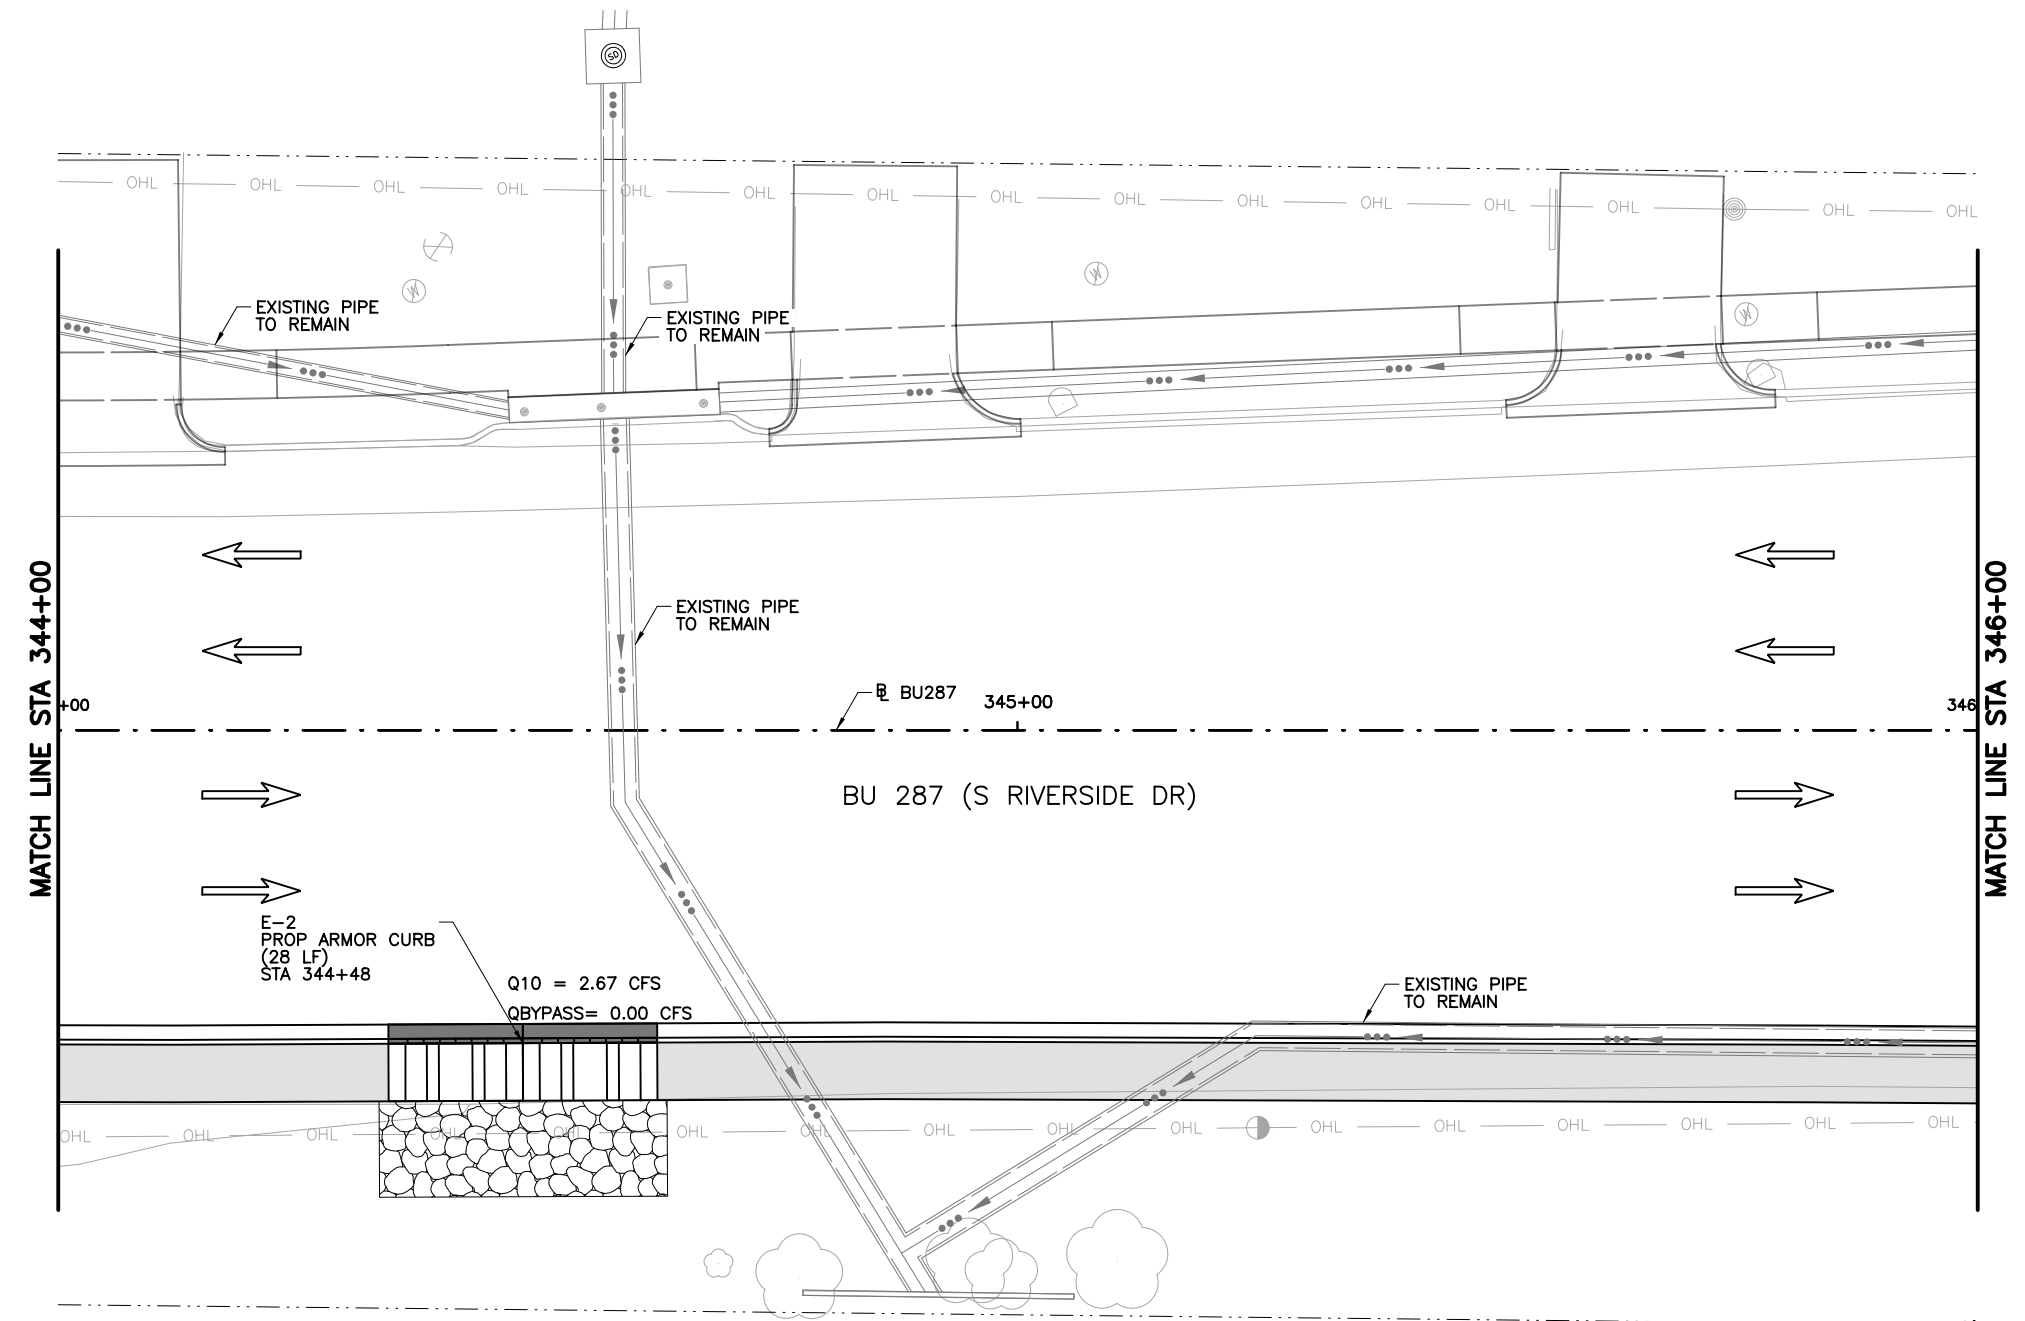 SD
OHL OHL OHL OHL OHL OHL OHL OHL OHL OHL OHL OHL OHL OHL OHL
W
W
W
EXISTING PIPE
TO REMAIN
EXISTING PIPE
TO REMAIN
EXISTING PIPE
TO REMAIN
MATCH LINE STA 344+00
MATCH LINE STA 346+00
+00
BL BU287
345+00
346
BU 287 (S RIVERSIDE DR)
E-2
PROP ARMOR CURB
(28 LF)
STA 344+48
Q10 = 2.67 CFS
QBYPASS= 0.00 CFS
EXISTING PIPE
TO REMAIN
OHL OHL OHL OHL OHL OHL OHL OHL OHL OHL OHL OHL OHL OHL OHL OHL